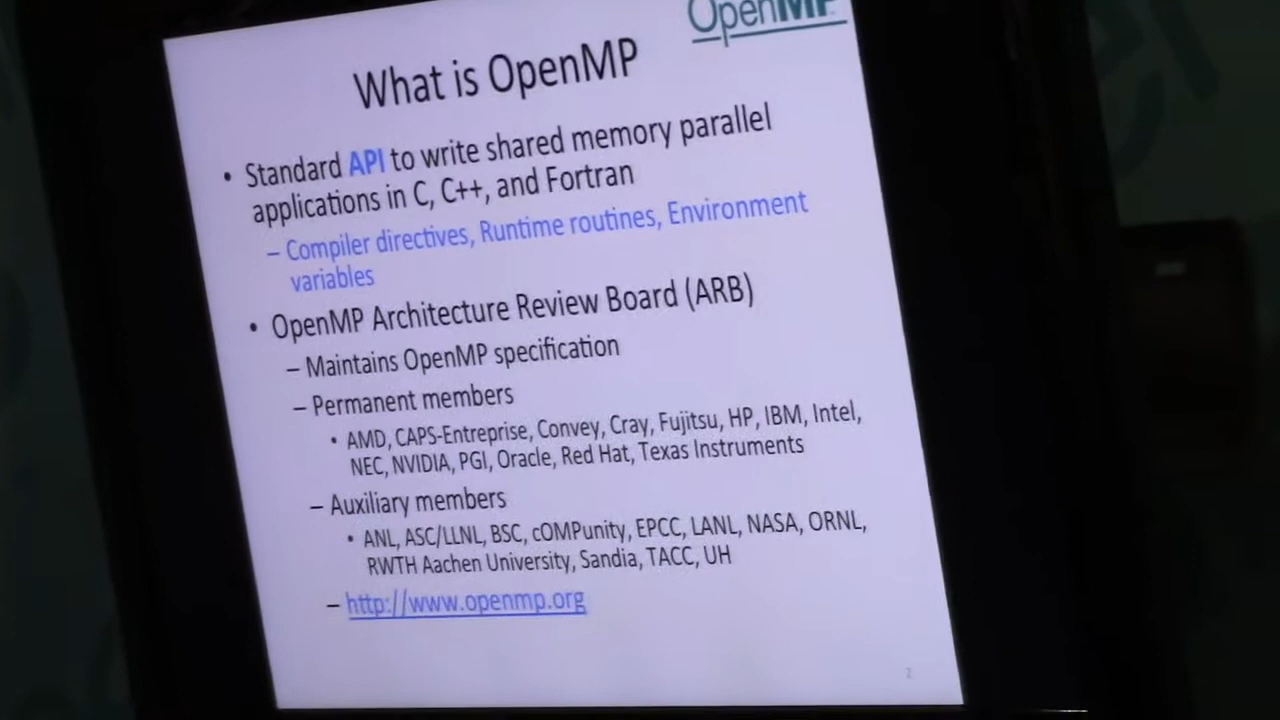 OpenMP
What is OpenMP
• Standard API to write shared memory parallel
applications in C, C++, and Fortran
– Compiler directives, Runtime routines, Environment
variables
• OpenMP Architecture Review Board (ARB)
– Maintains OpenMP specification
– Permanent members
• AMD, CAPS-Entreprise, Convey, Cray, Fujitsu, HP, IBM, Intel,
NEC, NVIDIA, PGI, Oracle, Red Hat, Texas Instruments
– Auxiliary members
• ANL, ASC/LLNL, BSC, cOMPunity, EPCC, LANL, NASA, ORNL,
RWTH Aachen University, Sandia, TACC, UH
– http://www.openmp.org
2